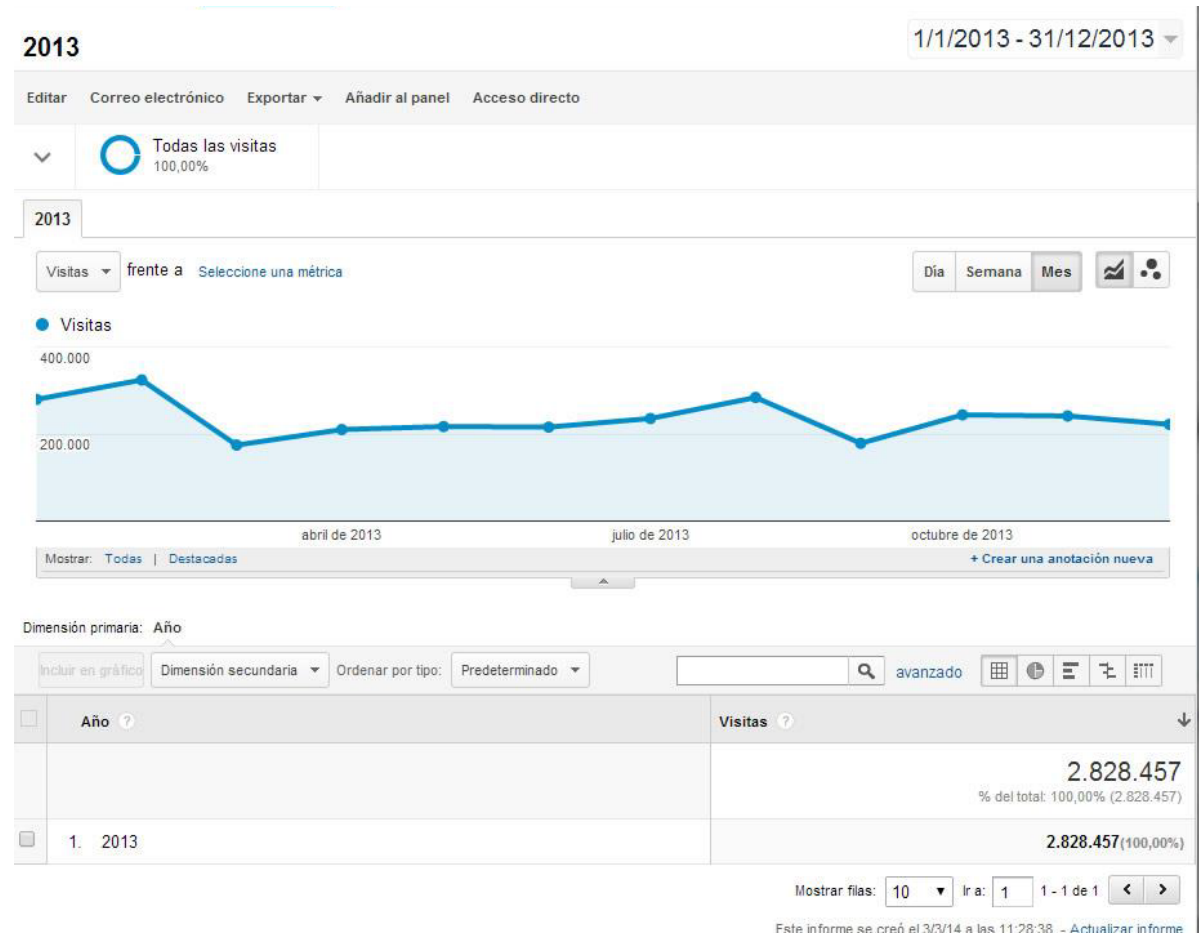 2013
1/1/2013 - 31/12/2013
Editar Correo electrónico Exportar Añadir al panel Acceso directo
Todas las visitas
100,00%
2013
Visitas frente a Seleccione una métrica
Día Semana Mes
Visitas
400.000
200.000
abril de 2013 julio de 2013 octubre de 2013
Mostrar: Todas | Destacadas + Crear una anotación nueva
Dimensión primaria: Año
Incluir en gráfico Dimensión secundaria Ordenar por tipo: Predeterminado avanzado
Año ? Visitas ?
2.828.457
% del total: 100,00% (2.828.457)
1. 2013 2.828.457(100,00%)
Mostrar filas: 10 Ir a: 1 1 - 1 de 1
Este informe se creó el 3/3/14 a las 11:28:38 - Actualizar informe